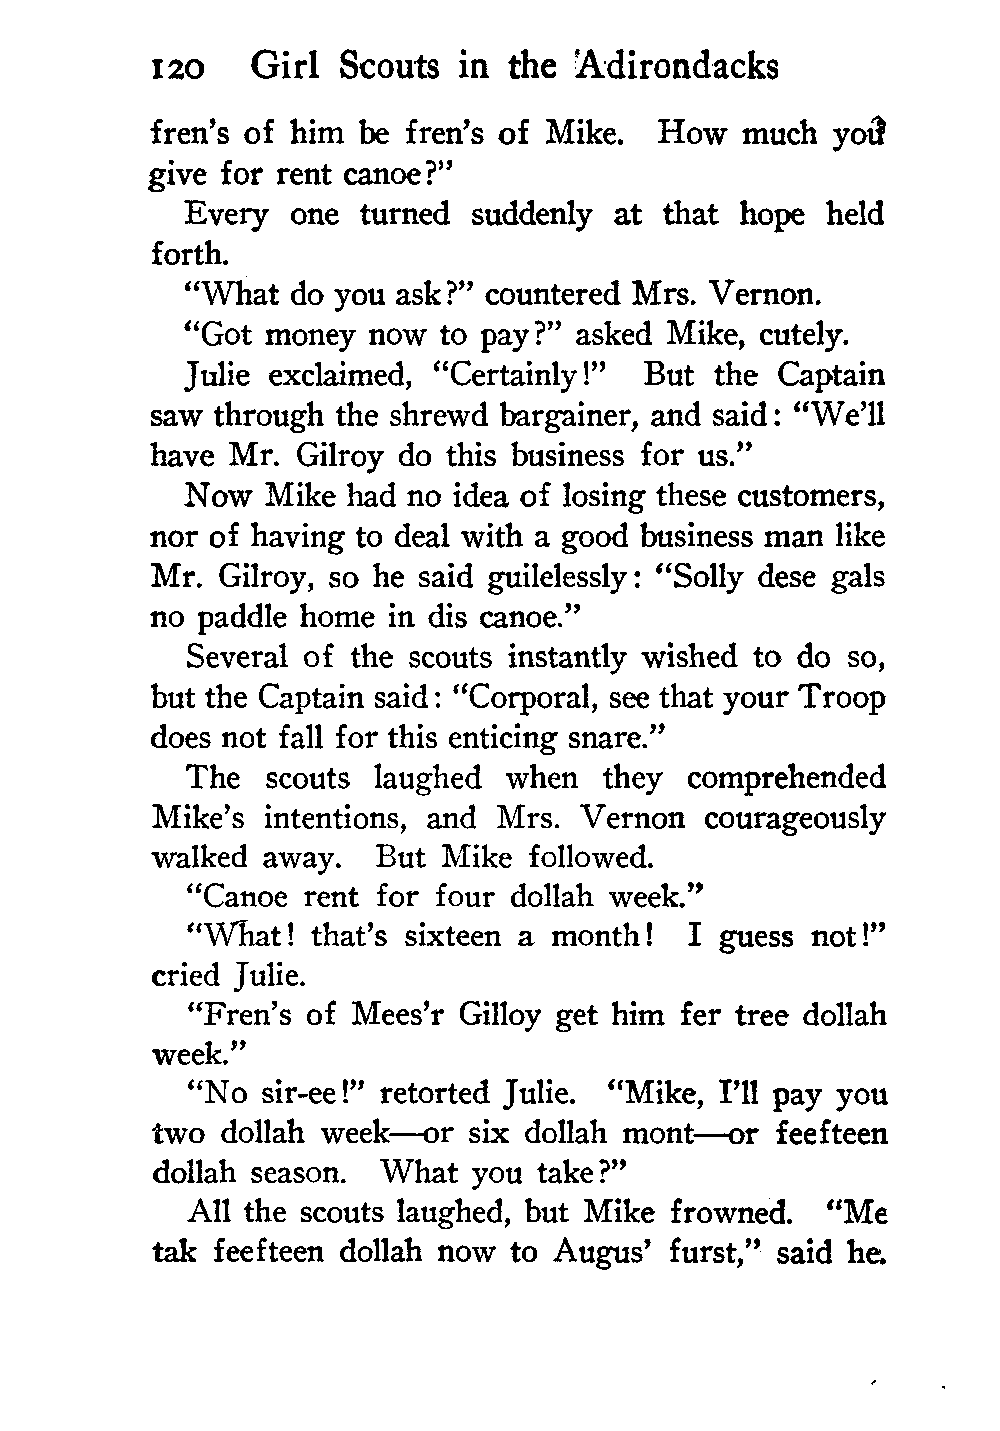 120 Girl Scouts in the Adirondacks
fren's of him be fren's of Mike. How much you
give for rent canoe?"
Every one turned suddenly at that hope held
forth.
"What do you ask?" countered Mrs. Vernon.
"Got money now to pay?" asked Mike, cutely.
Julie exclaimed, "Certainly!" But the Captain
saw through the shrewd bargainer, and said: "We'll
have Mr. Gilroy do this business for us."
Now Mike had no idea of losing these customers,
nor of having to deal with a good business man like
Mr. Gilroy, so he said guilelessly: "Solly dese gals
no paddle home in dis canoe."
Several of the scouts instantly wished to do so,
but the Captain said: "Corporal, see that your Troop
does not fall for this enticing snare."
The scouts laughed when they comprehended
Mike's intentions, and Mrs. Vernon courageously
walked away. But Mike followed.
"Canoe rent for four dollah week."
"What! that's sixteen a month! I guess not!"
cried Julie.
"Fren's of Mees'r Gilloy get him fer tree dollah
week."
"No sir-ee!" retorted Julie. "Mike, I'll pay you
two dollah week—or six dollah mont—or feefteen
dollah season. What you take?"
All the scouts laughed, but Mike frowned. "Me
tak feefteen dollah now to Augus' furst," said he.